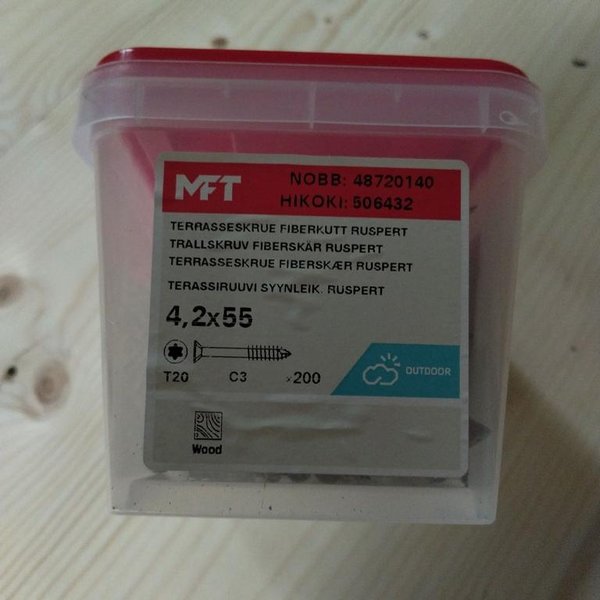 MFT
NOBB: 48720140
HIKOKI: 506432
TERRASSESKRUE FIBERKUTT RUSPERT
TRALLSKRUV FIBERSKÄR RUSPERT
TERRASSESKRUE FIBERSKÆR RUSPERT
TERASSIRUUVI SYYNLEIK. RUSPERT
4,2x55
T20 C3 ×200
OUTDOOR
Wood